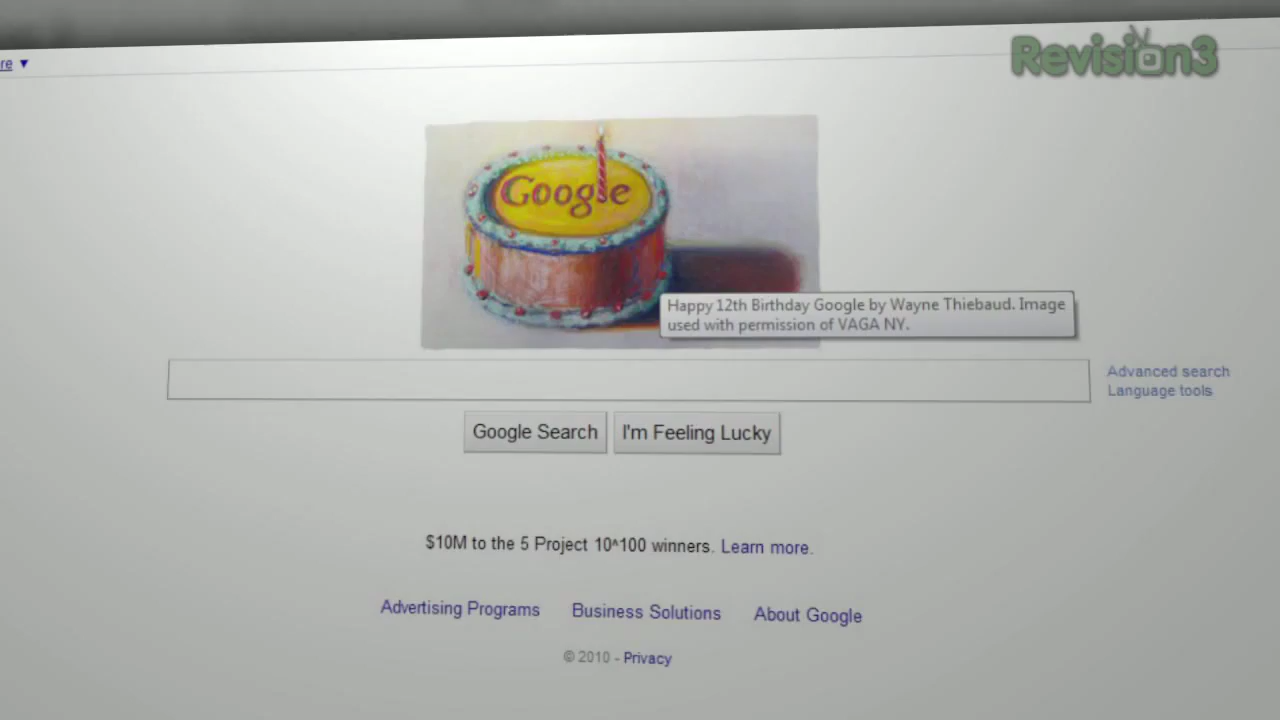 re ▼
Revision3
Google
Happy 12th Birthday Google by Wayne Thiebaud. Image
used with permission of VAGA NY.
Advanced search
Language tools
Google Search
I'm Feeling Lucky
$10M to the 5 Project 10^100 winners. Learn more.
Advertising Programs
Business Solutions
About Google
© 2010 - Privacy